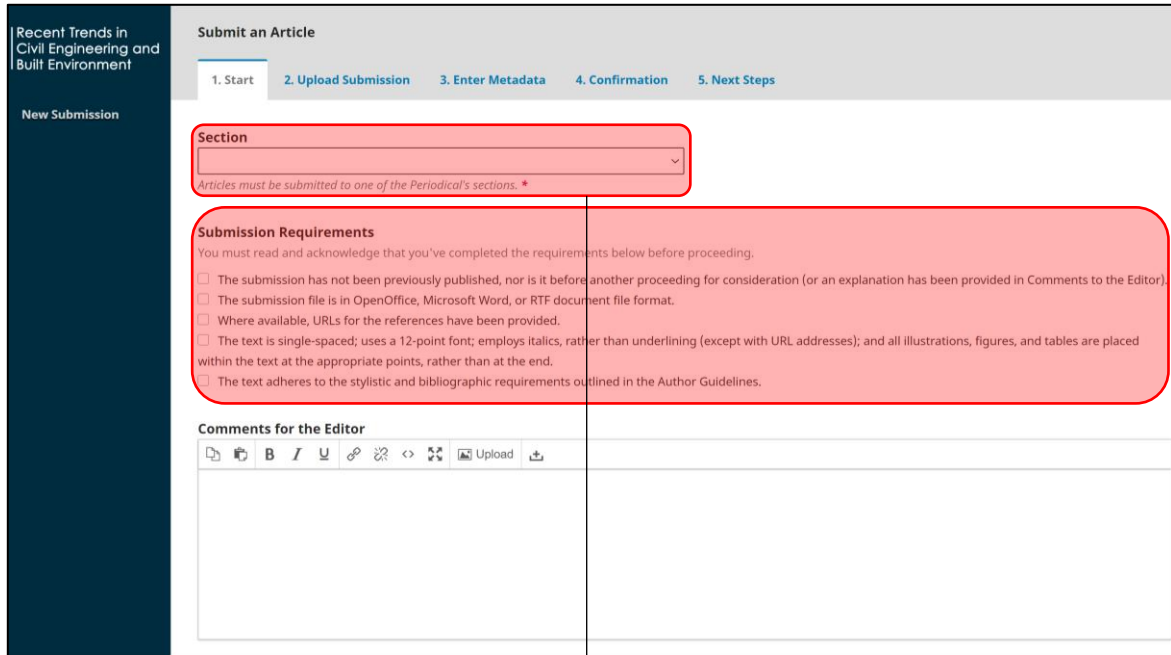 Recent Trends in
Civil Engineering and
Built Environment
New Submission
Submit an Article
1. Start 2. Upload Submission 3. Enter Metadata 4. Confirmation 5. Next Steps
Section
Articles must be submitted to one of the Periodical's sections. *
Submission Requirements
You must read and acknowledge that you've completed the requirements below before proceeding.
The submission has not been previously published, nor is it before another proceeding for consideration (or an explanation has been provided in Comments to the Editor).
The submission file is in OpenOffice, Microsoft Word, or RTF document file format.
Where available, URLs for the references have been provided.
The text is single-spaced; uses a 12-point font; employs italics, rather than underlining (except with URL addresses); and all illustrations, figures, and tables are placed
within the text at the appropriate points, rather than at the end.
The text adheres to the stylistic and bibliographic requirements outlined in the Author Guidelines.
Comments for the Editor
B I U <> Upload